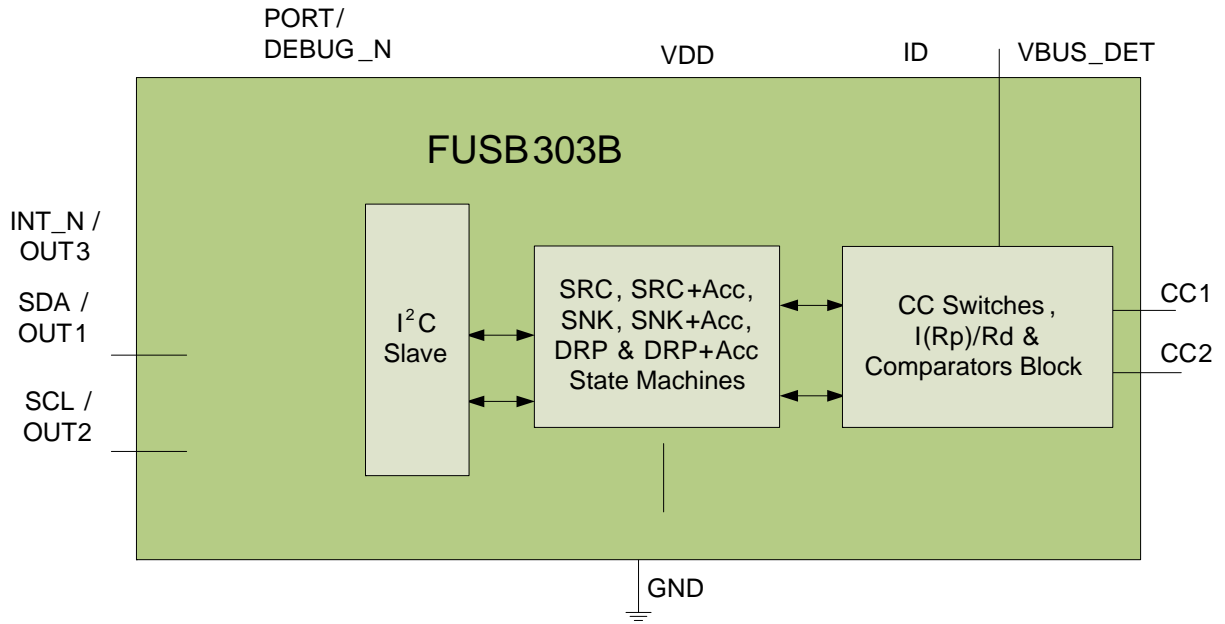 PORT/
DEBUG_N
VDD
ID
VBUS_DET
FUSB303B
INT_N /
OUT3
SDA /
OUT1
SCL /
OUT2
I²C
Slave
SRC, SRC+Acc,
SNK, SNK+Acc,
DRP & DRP+Acc
State Machines
CC Switches,
I(Rp)/Rd &
Comparators Block
CC1
CC2
GND